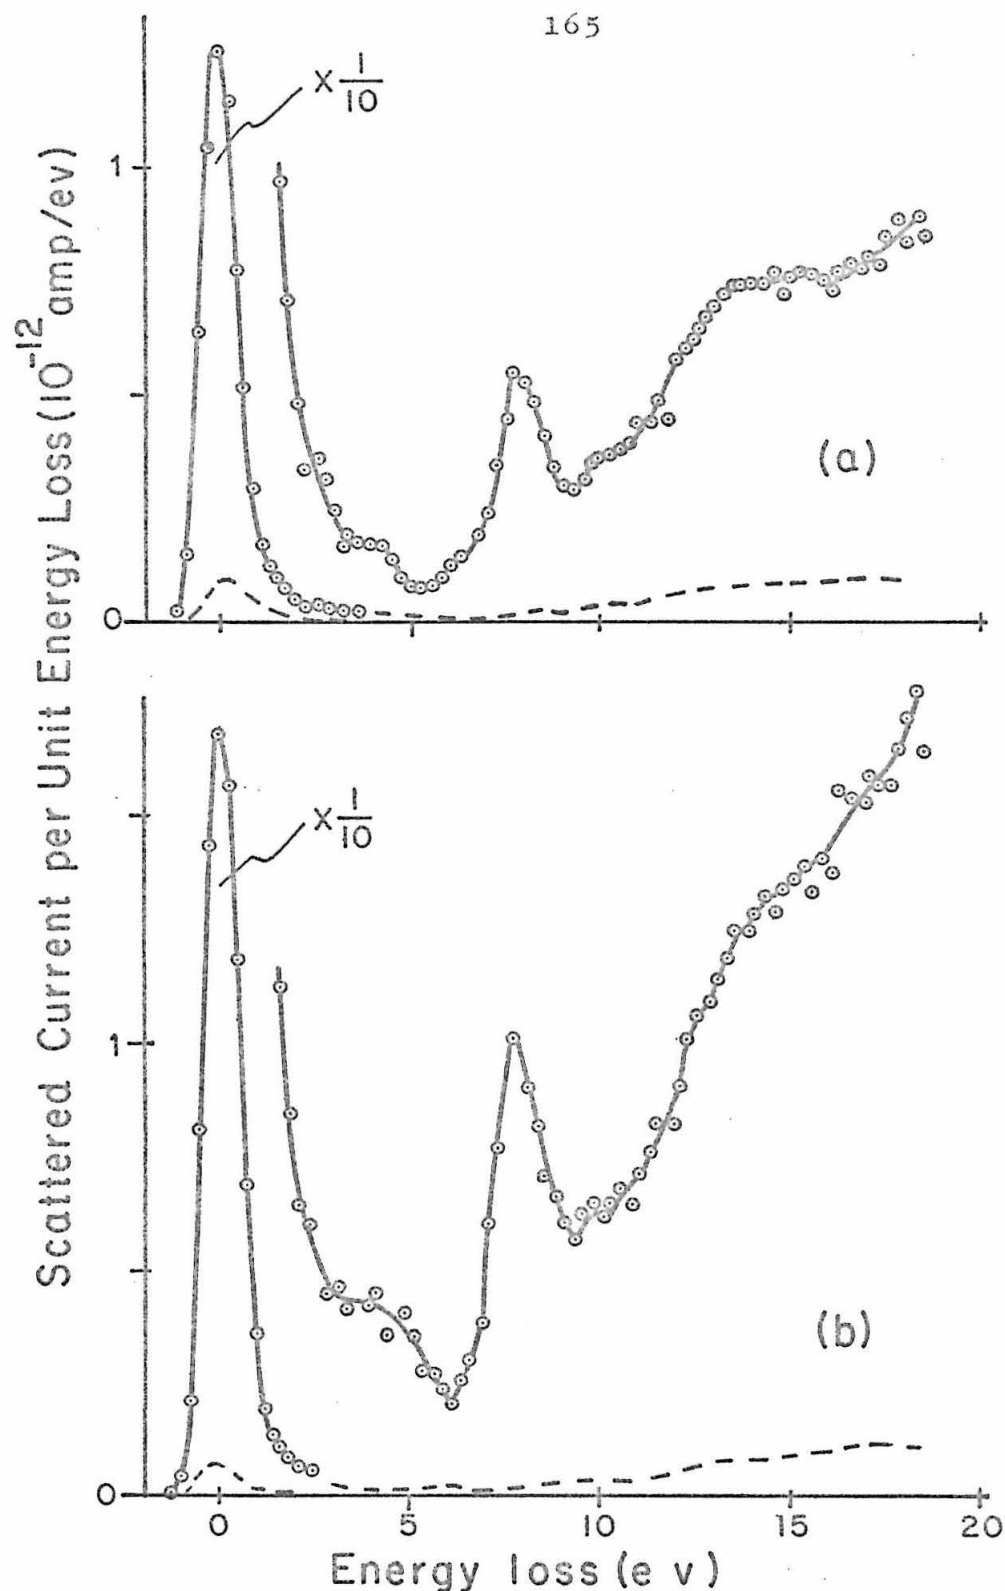 165
Scattered Current per Unit Energy Loss (10⁻¹² amp/ev)
x 1/10
1
0
(a)
x 1/10
1
0
(b)
0 5 10 15 20
Energy loss (e v)